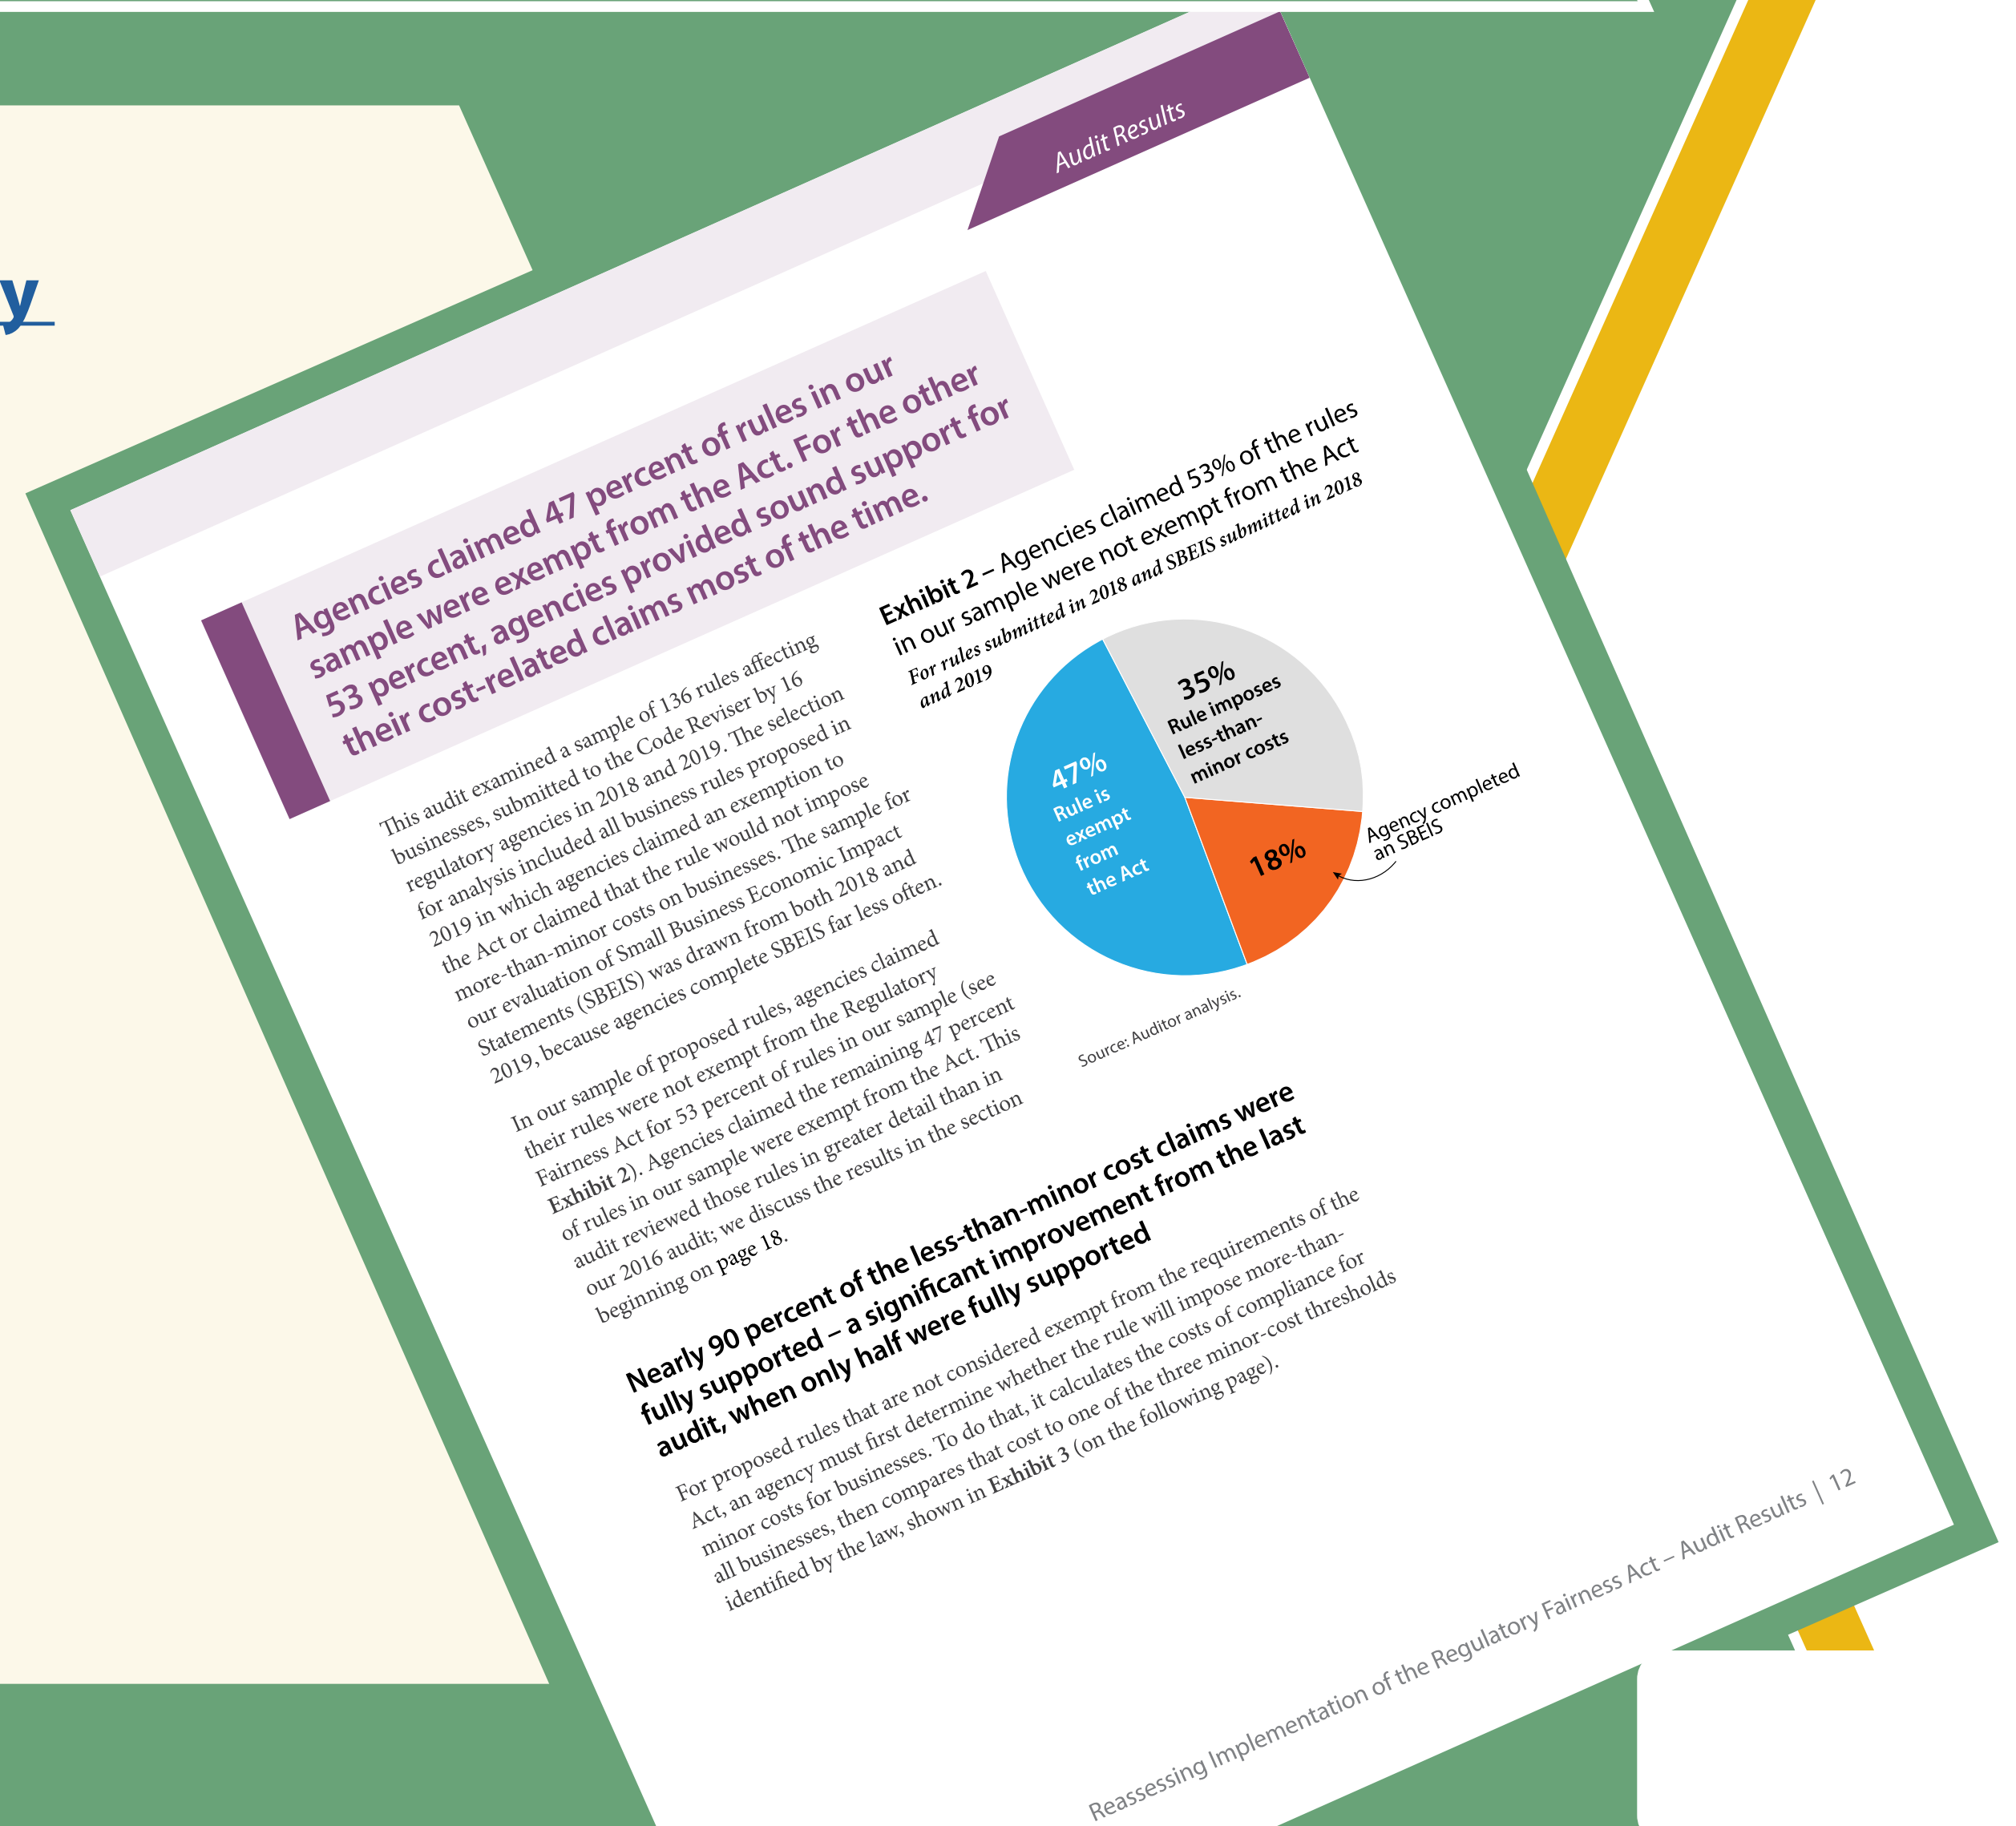 y
Audit Results
Agencies claimed 47 percent of rules in our
sample were exempt from the Act. For the other
53 percent, agencies provided sound support for
their cost-related claims most of the time.
This audit examined a sample of 136 rules affecting
businesses, submitted to the Code Reviser by 16
regulatory agencies in 2018 and 2019. The selection
for analysis included all business rules proposed in
2019 in which agencies claimed an exemption to
the Act or claimed that the rule would not impose
more-than-minor costs on businesses. The sample for
our evaluation of Small Business Economic Impact
Statements (SBEIS) was drawn from both 2018 and
2019, because agencies complete SBEIS far less often.
In our sample of proposed rules, agencies claimed
their rules were not exempt from the Regulatory
Fairness Act for 53 percent of rules in our sample (see
Exhibit 2). Agencies claimed the remaining 47 percent
of rules in our sample were exempt from the Act. This
audit reviewed those rules in greater detail than in
our 2016 audit; we discuss the results in the section
beginning on page 18.
Exhibit 2 – Agencies claimed 53% of the rules
in our sample were not exempt from the Act
For rules submitted in 2018 and SBEIS submitted in 2018
and 2019
47%
Rule is
exempt
from
the Act
35%
Rule imposes
less-than-
minor costs
18%
Agency completed
an SBEIS
Source: Auditor analysis.
Nearly 90 percent of the less-than-minor cost claims were
fully supported – a significant improvement from the last
audit, when only half were fully supported
For proposed rules that are not considered exempt from the requirements of the
Act, an agency must first determine whether the rule will impose more-than-
minor costs for businesses. To do that, it calculates the costs of compliance for
all businesses, then compares that cost to one of the three minor-cost thresholds
identified by the law, shown in Exhibit 3 (on the following page).
Reassessing Implementation of the Regulatory Fairness Act – Audit Results | 12